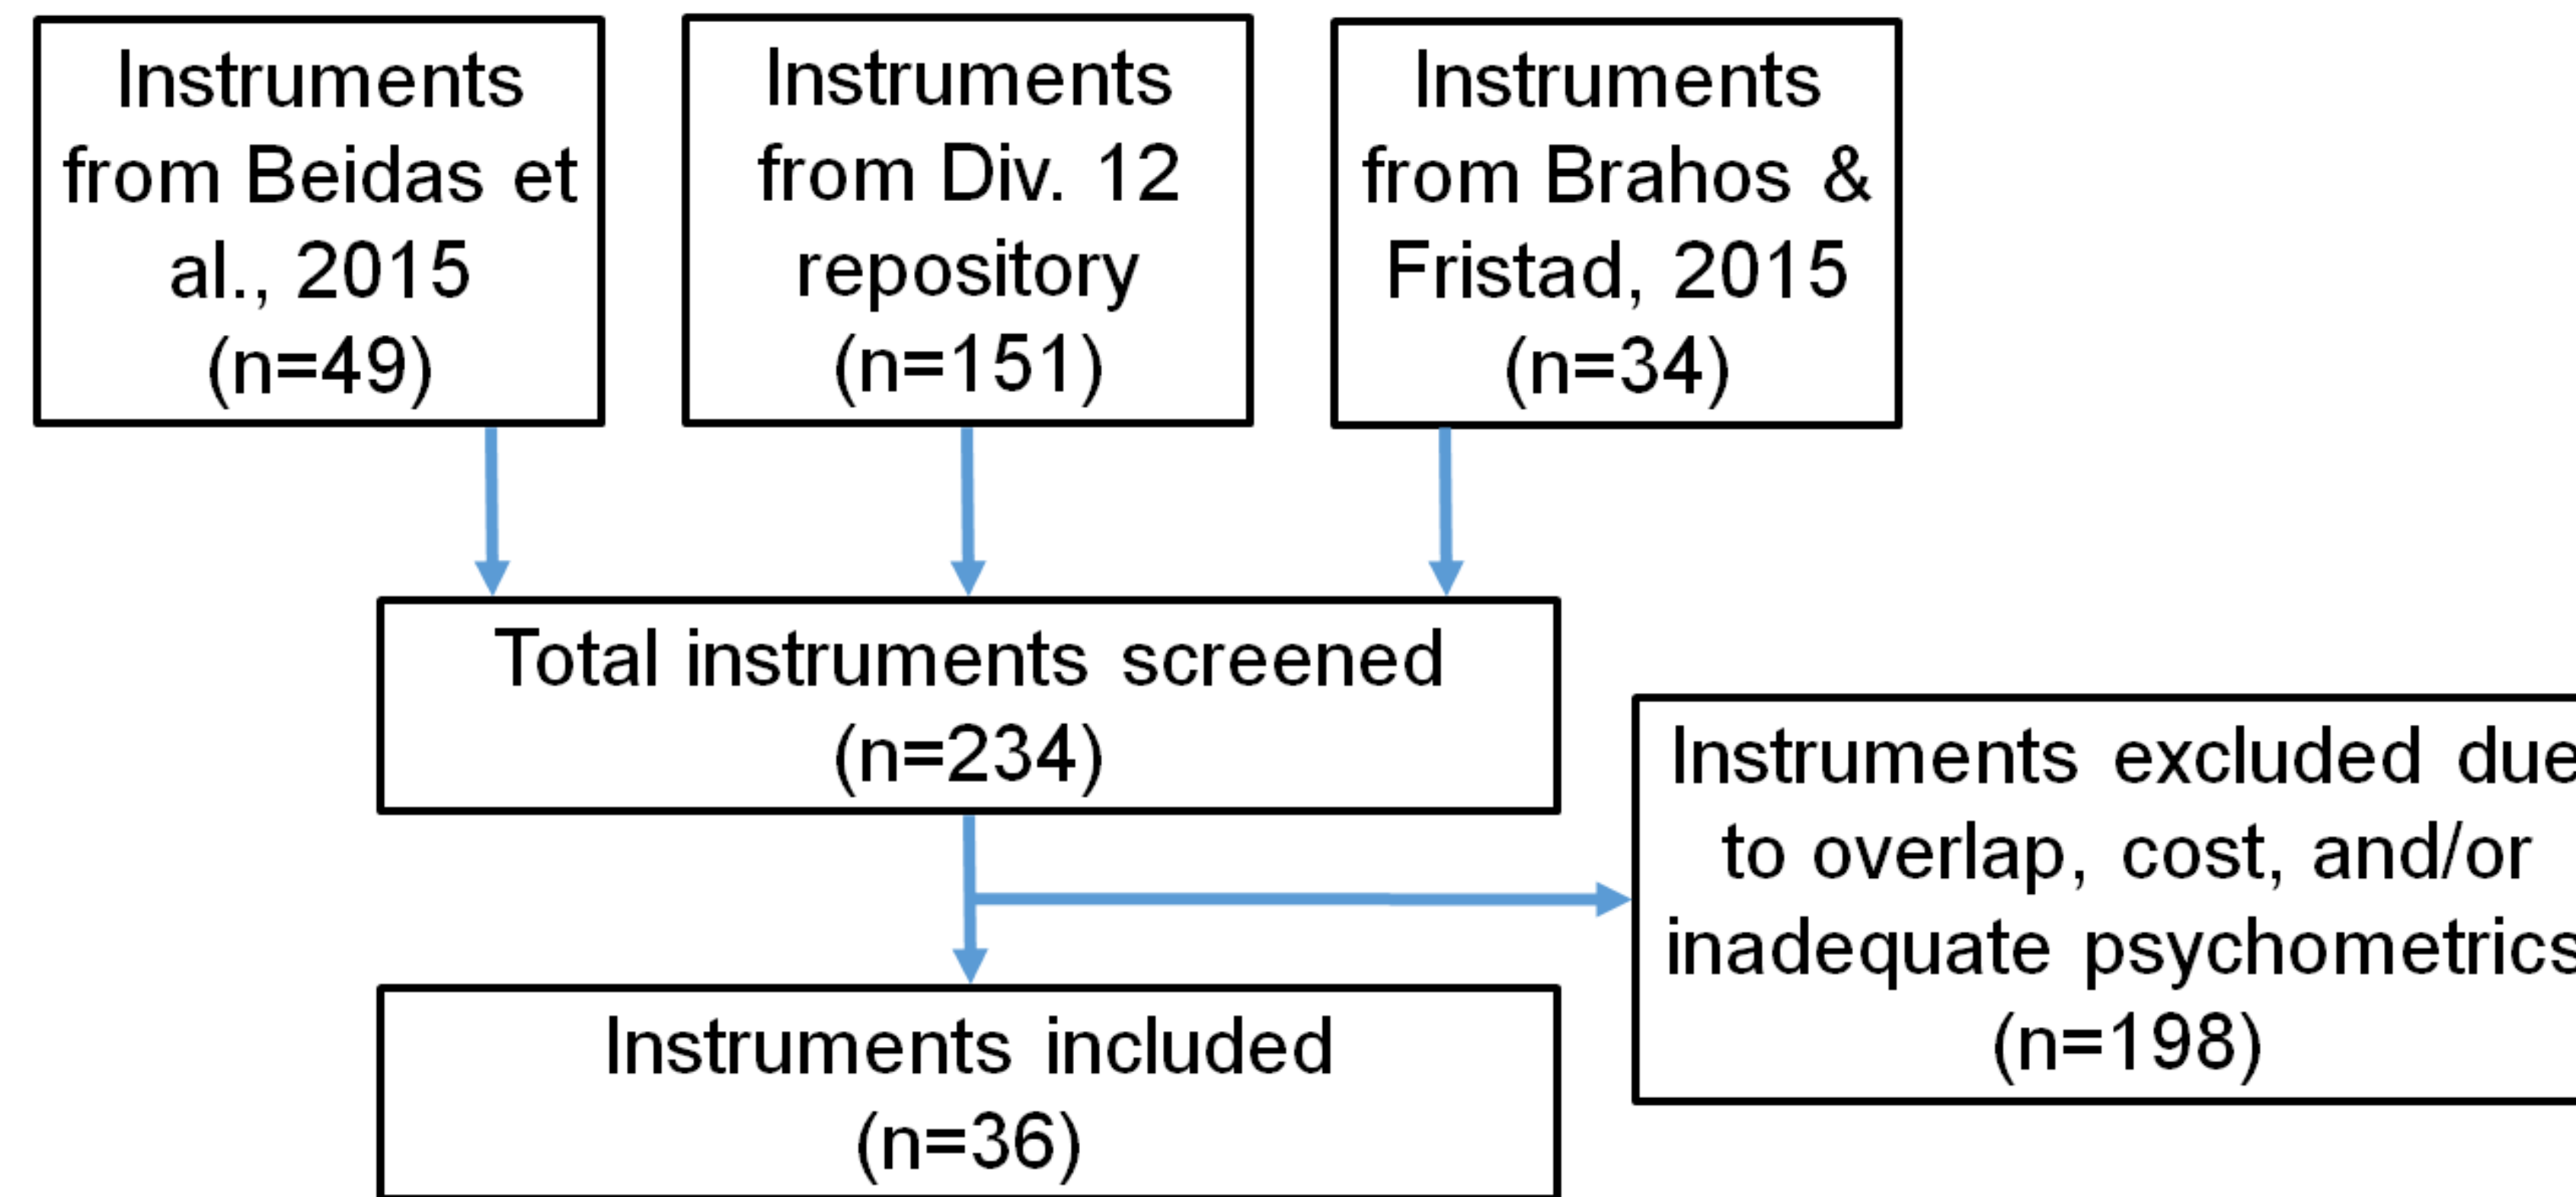 Instruments
from Beidas et
al., 2015
(n=49)
Instruments
from Div. 12
repository
(n=151)
Instruments
from Brahos &
Fristad, 2015
(n=34)
Total instruments screened
(n=234)
Instruments excluded due
to overlap, cost, and/or
inadequate psychometrics
(n=198)
Instruments included
(n=36)